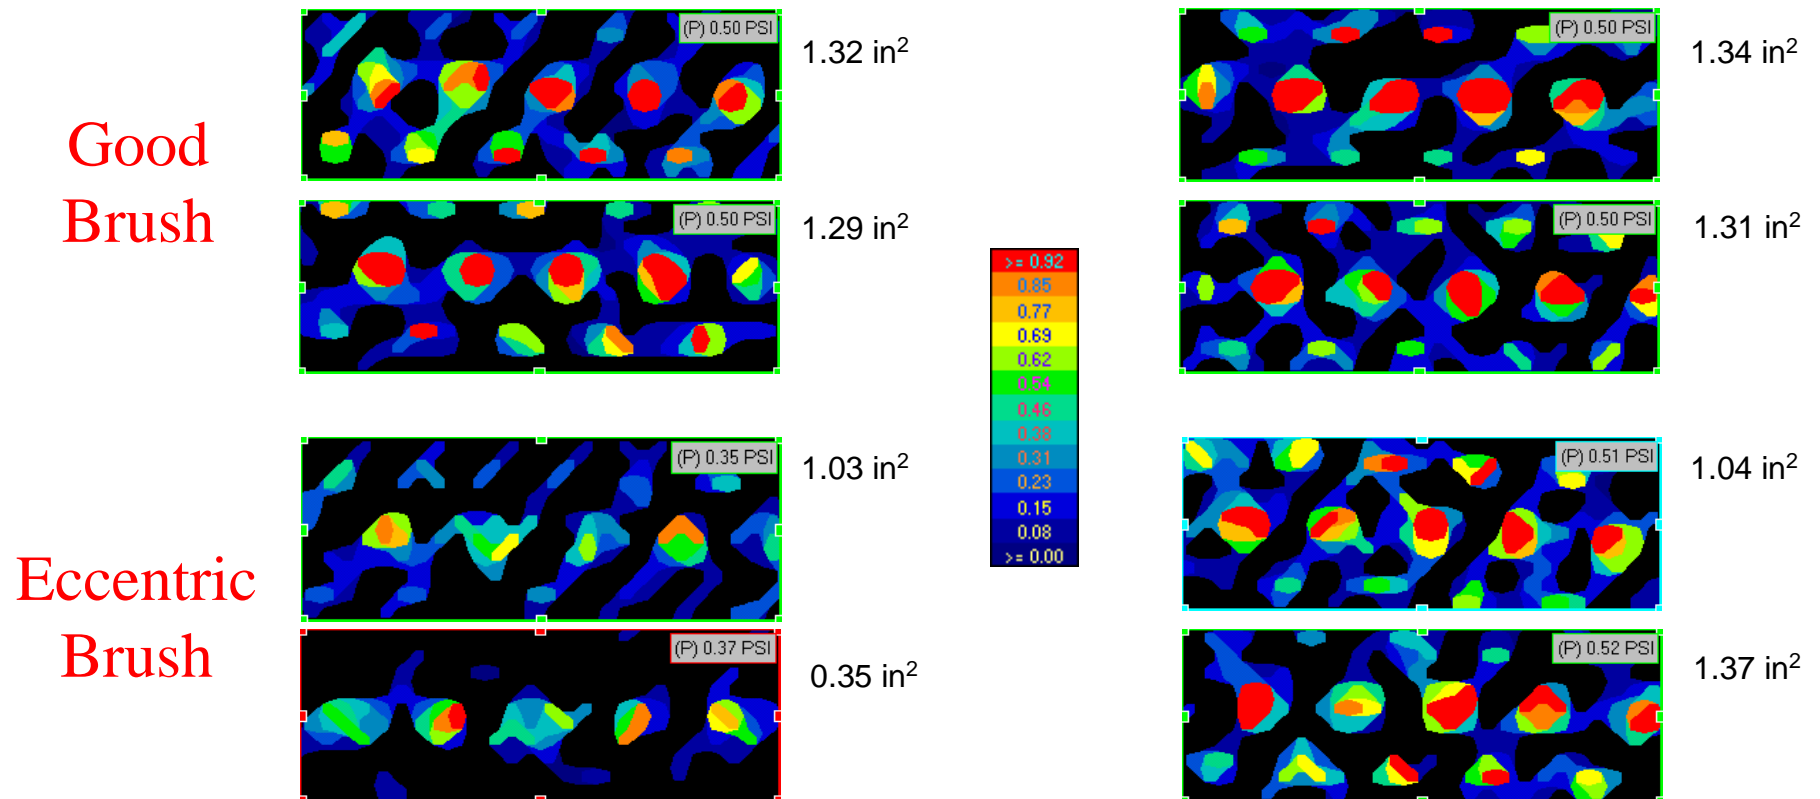 (P) 0.50 PSI
1.32 in²
(P) 0.50 PSI
1.34 in²
Good
Brush
(P) 0.50 PSI
1.29 in²
(P) 0.50 PSI
1.31 in²
>= 0.92
0.85
0.77
0.69
0.62
0.54
0.46
0.38
0.31
0.23
0.15
0.08
>= 0.00
(P) 0.35 PSI
1.03 in²
(P) 0.51 PSI
1.04 in²
Eccentric
Brush
(P) 0.37 PSI
0.35 in²
(P) 0.52 PSI
1.37 in²